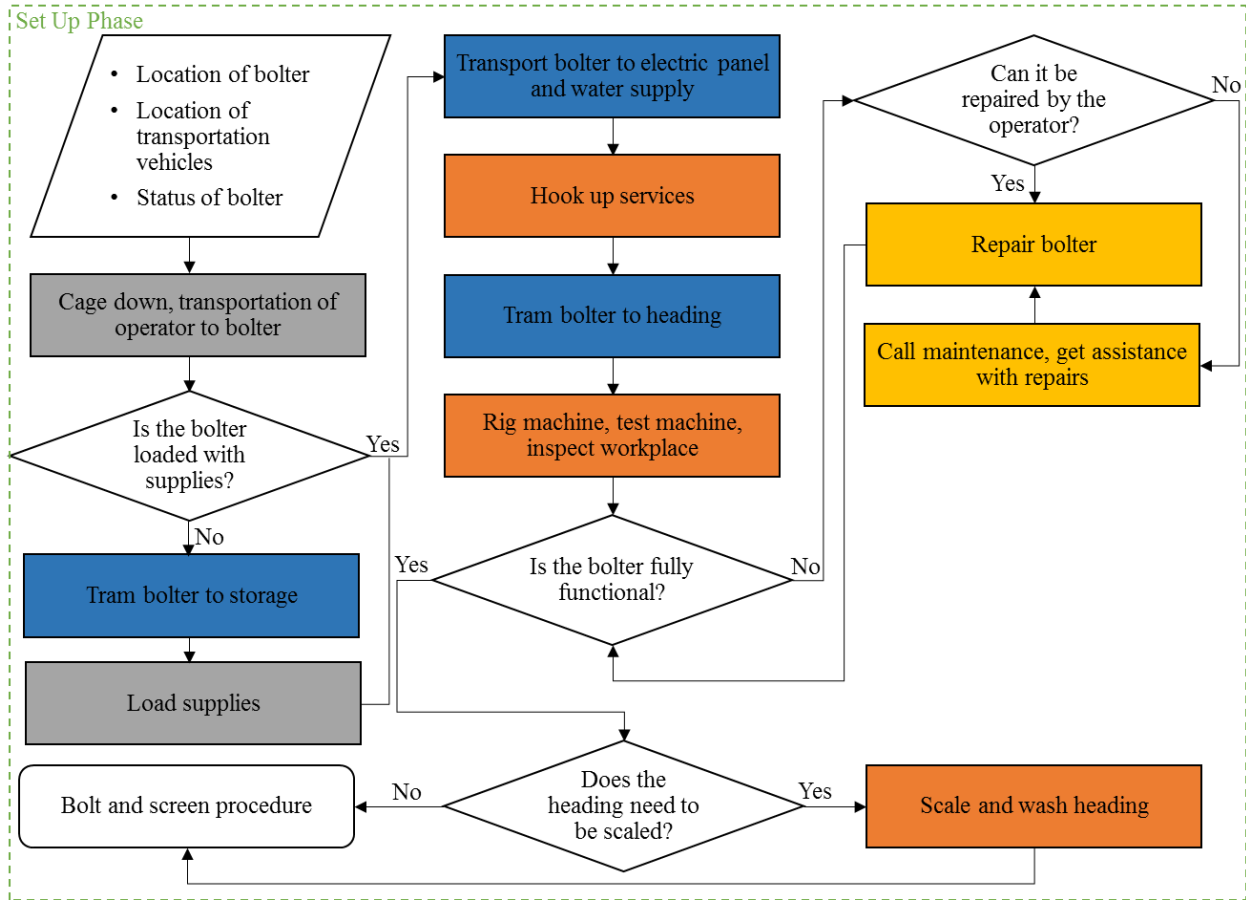 Set Up Phase
• Location of bolter
• Location of
transportation
vehicles
• Status of bolter
Cage down, transportation of
operator to bolter
Is the bolter
loaded with
supplies?
Yes
No
Tram bolter to storage
Load supplies
Transport bolter to electric panel
and water supply
Hook up services
Tram bolter to heading
Rig machine, test machine,
inspect workplace
Is the bolter fully
functional?
Yes
No
Can it be
repaired by the
operator?
No
Yes
Repair bolter
Call maintenance, get assistance
with repairs
Does the
heading need to
be scaled?
No
Yes
Bolt and screen procedure
Scale and wash heading